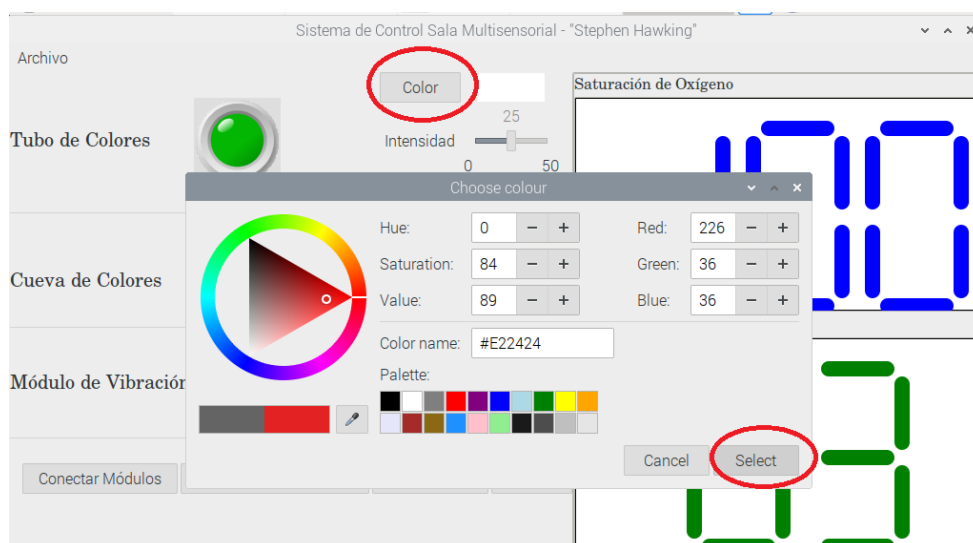 Sistema de Control Sala Multisensorial - "Stephen Hawking"
Archivo
Color
Saturación de Oxígeno
25
Tubo de Colores
Intensidad
0 50
Choose colour
Hue: 0 − + Red: 226 − +
Saturation: 84 − + Green: 36 − +
Cueva de Colores
Value: 89 − + Blue: 36 − +
Color name: #E22424
Palette:
Módulo de Vibración
Cancel Select
Conectar Módulos